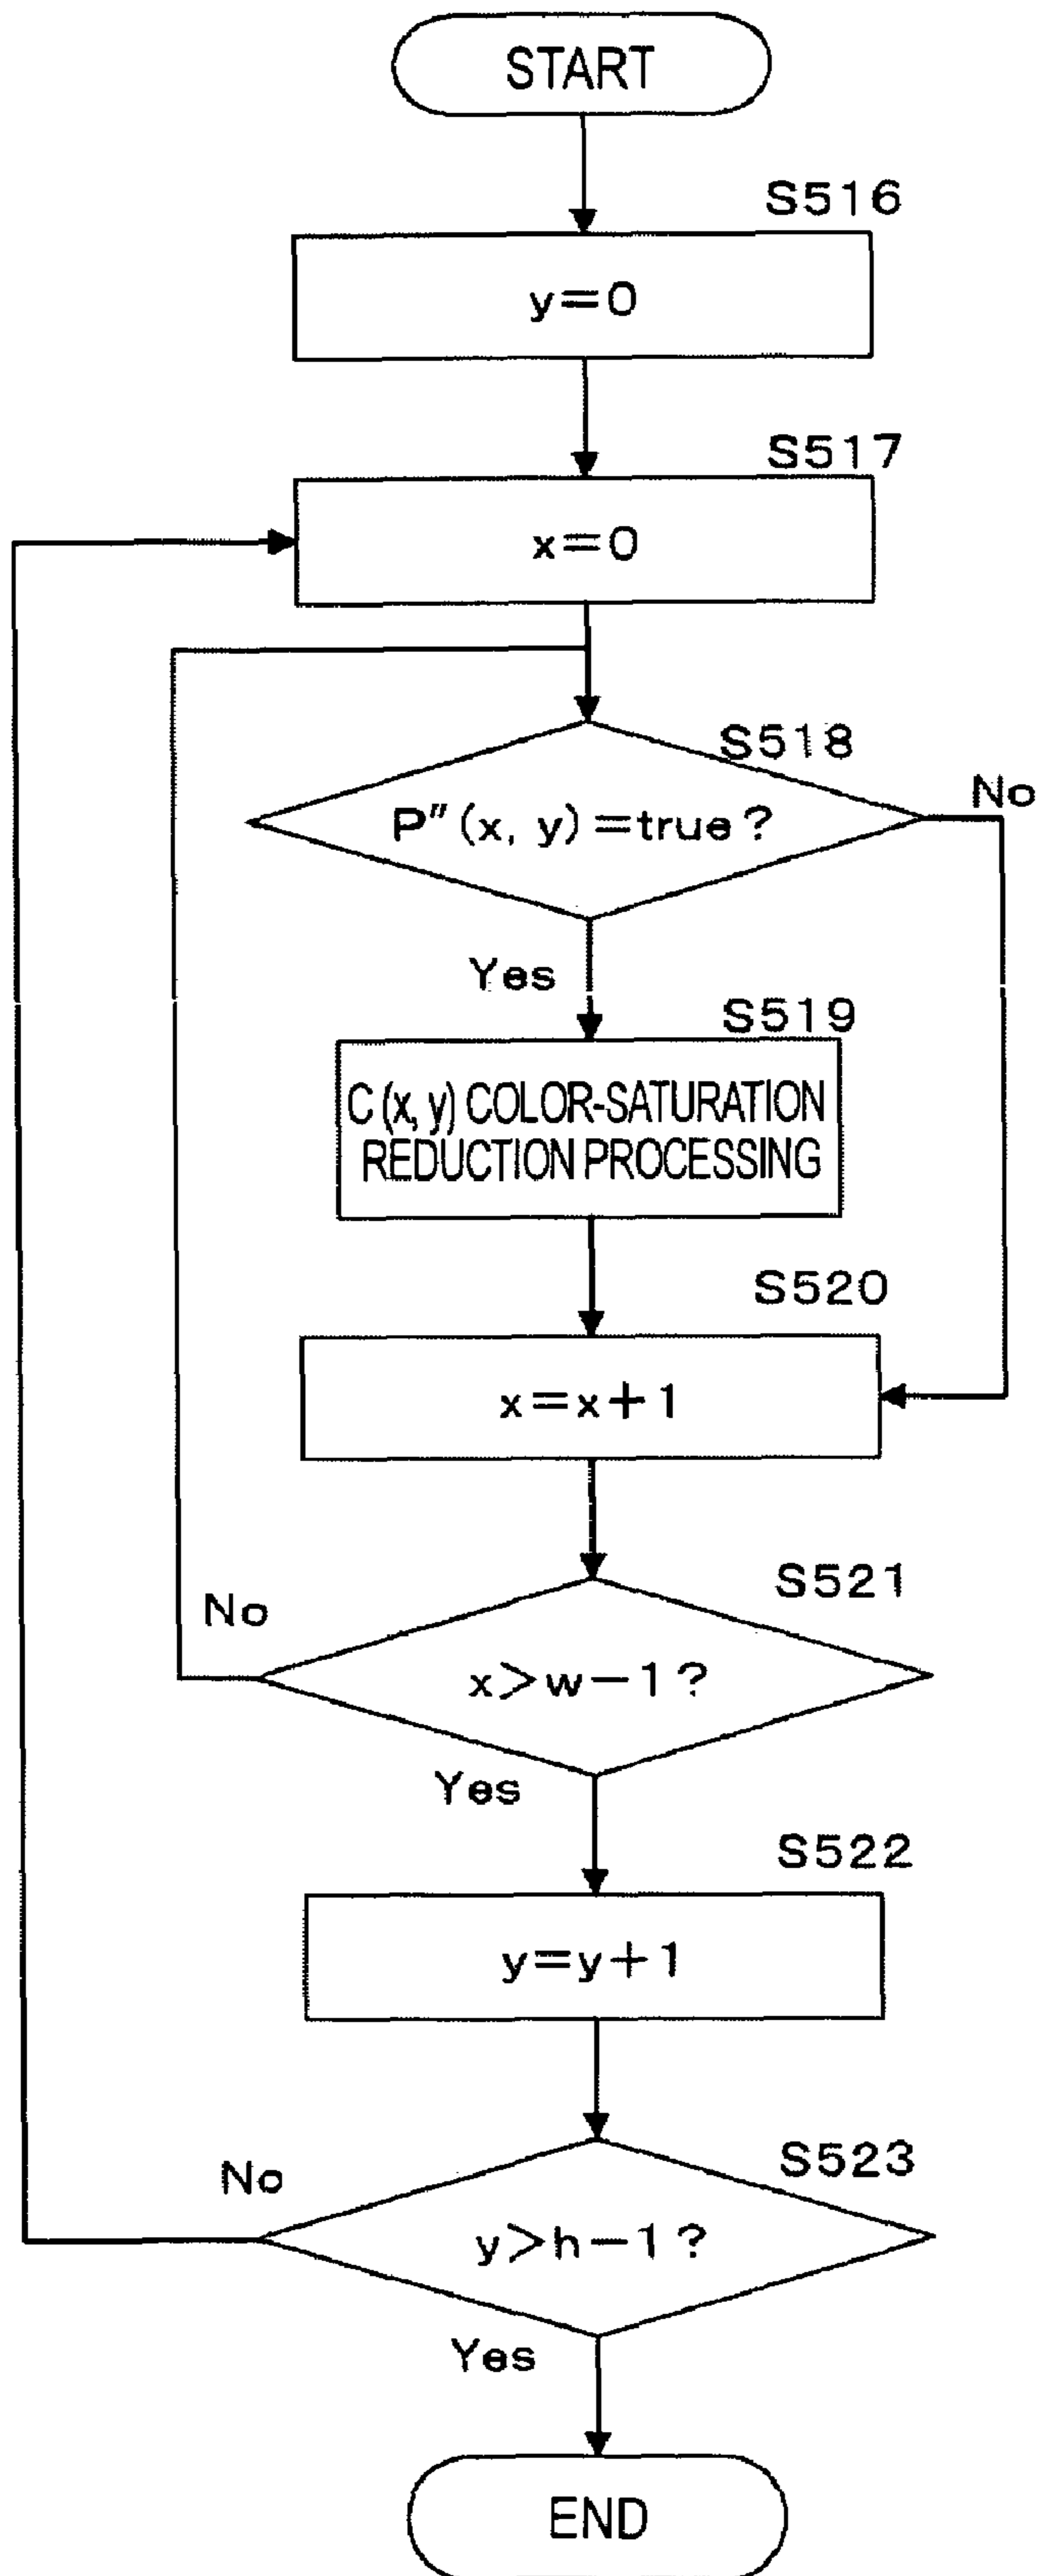 START
S516
y=0
S517
x=0
S518
P″(x, y)=true?
No
Yes
S519
C(x, y) COLOR-SATURATION
REDUCTION PROCESSING
S520
x=x+1
S521
No
x>w-1?
Yes
S522
y=y+1
S523
No
y>h-1?
Yes
END